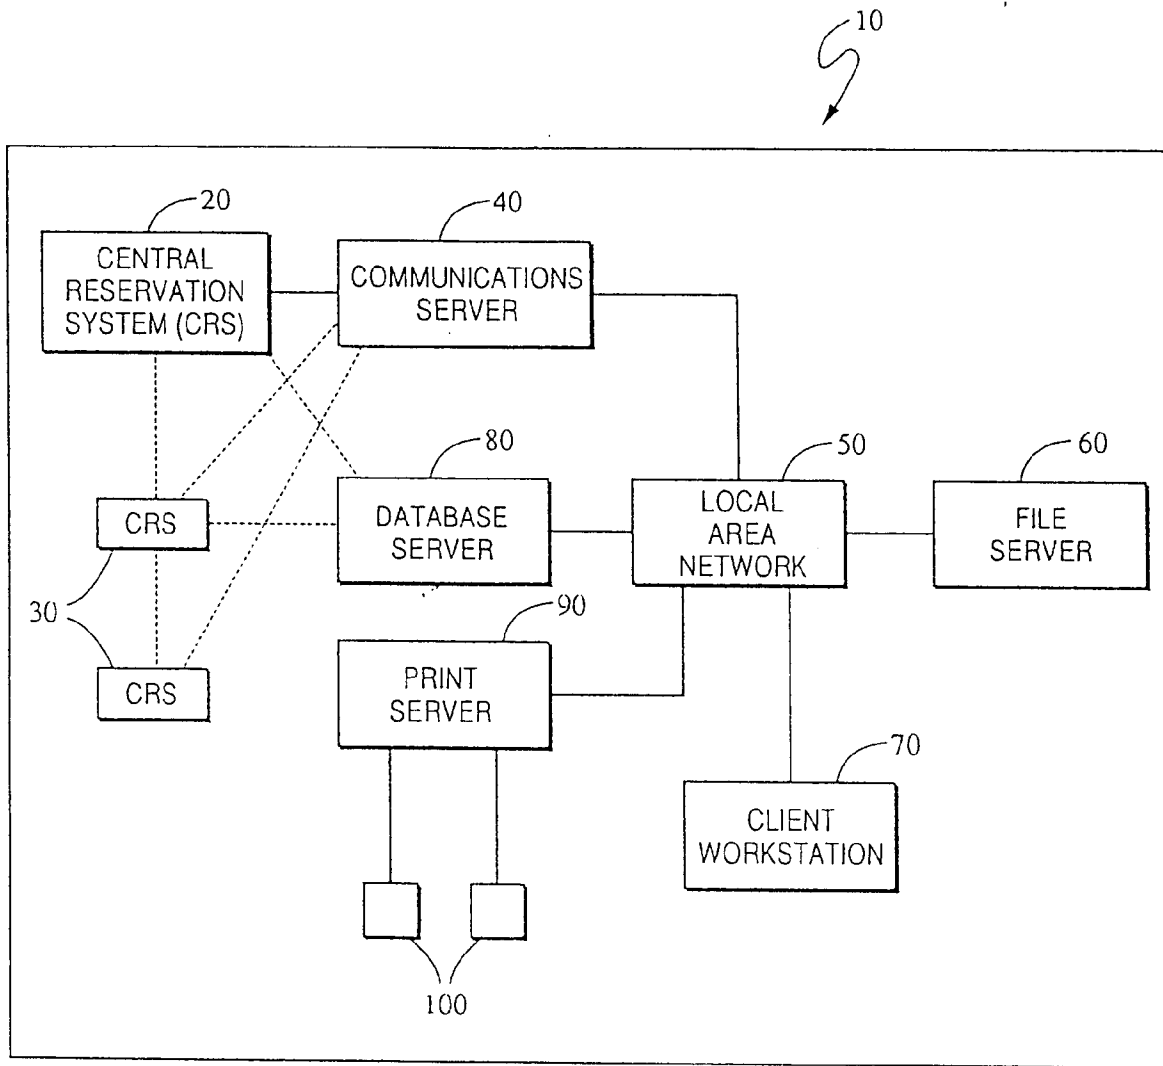 10
20
CENTRAL
RESERVATION
SYSTEM (CRS)
40
COMMUNICATIONS
SERVER
80
DATABASE
SERVER
50
LOCAL
AREA
NETWORK
60
FILE
SERVER
CRS
30
CRS
90
PRINT
SERVER
70
CLIENT
WORKSTATION
100